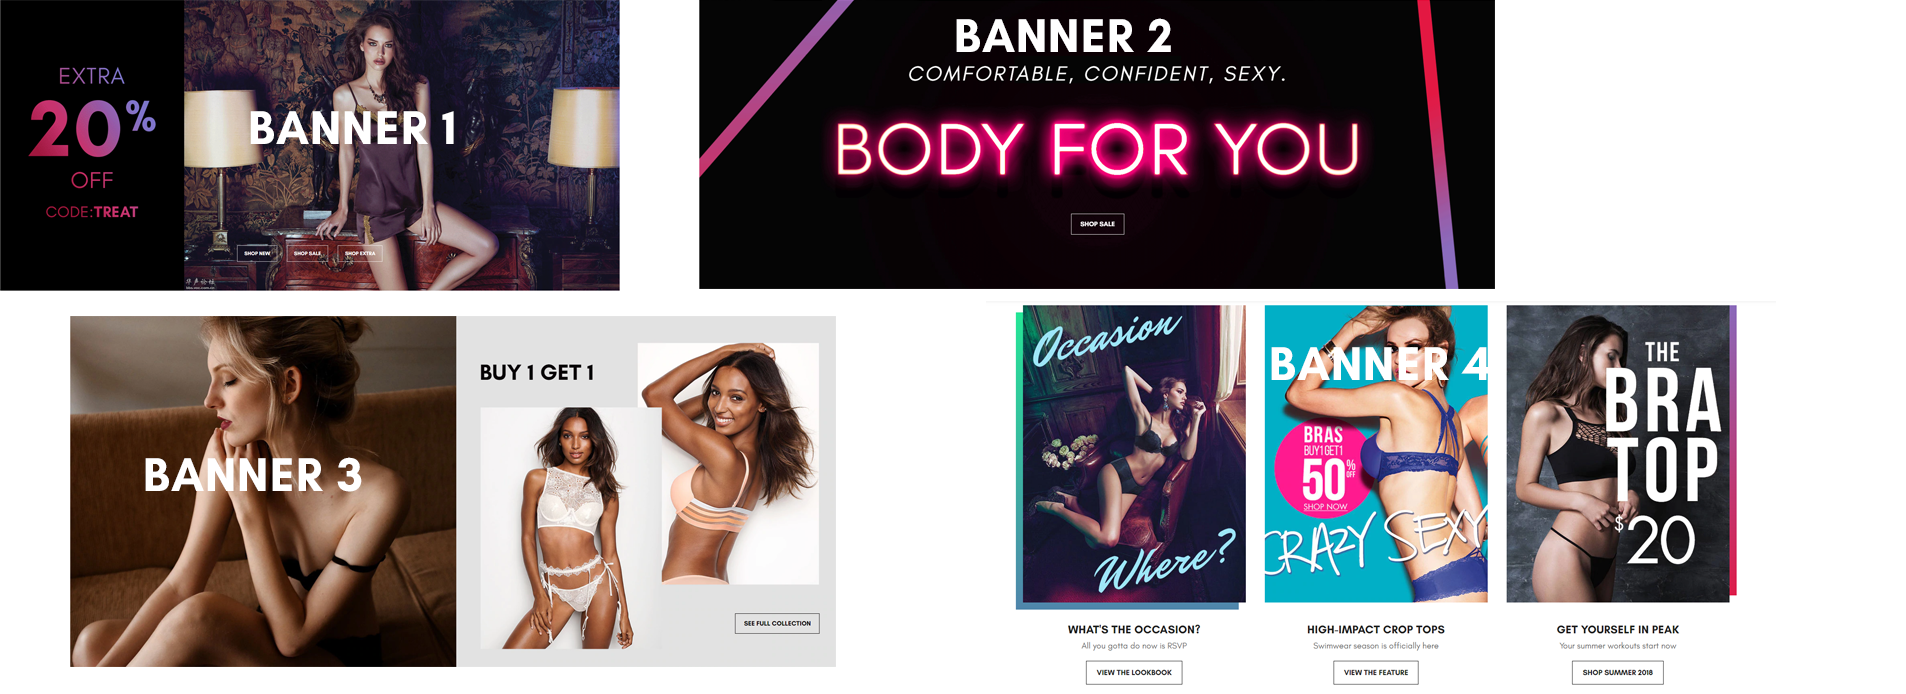 EXTRA
20%
OFF
CODE:TREAT
BANNER 1
SHOP NEW
SHOP SALE
SHOP EXTRA
BANNER 2
COMFORTABLE, CONFIDENT, SEXY.
BODY FOR YOU
SHOP SALE
BANNER 3
BUY 1 GET 1
SEE FULL COLLECTION
Occasion
Where?
WHAT'S THE OCCASION?
All you gotta do now is RSVP
VIEW THE LOOKBOOK
BANNER 4
BRAS
BUY1GET1
50% OFF
SHOP NOW
CRAZY SEXY
HIGH-IMPACT CROP TOPS
Swimwear season is officially here
VIEW THE FEATURE
THE
BRA
TOP
$20
GET YOURSELF IN PEAK
Your summer workouts start now
SHOP SUMMER 2018